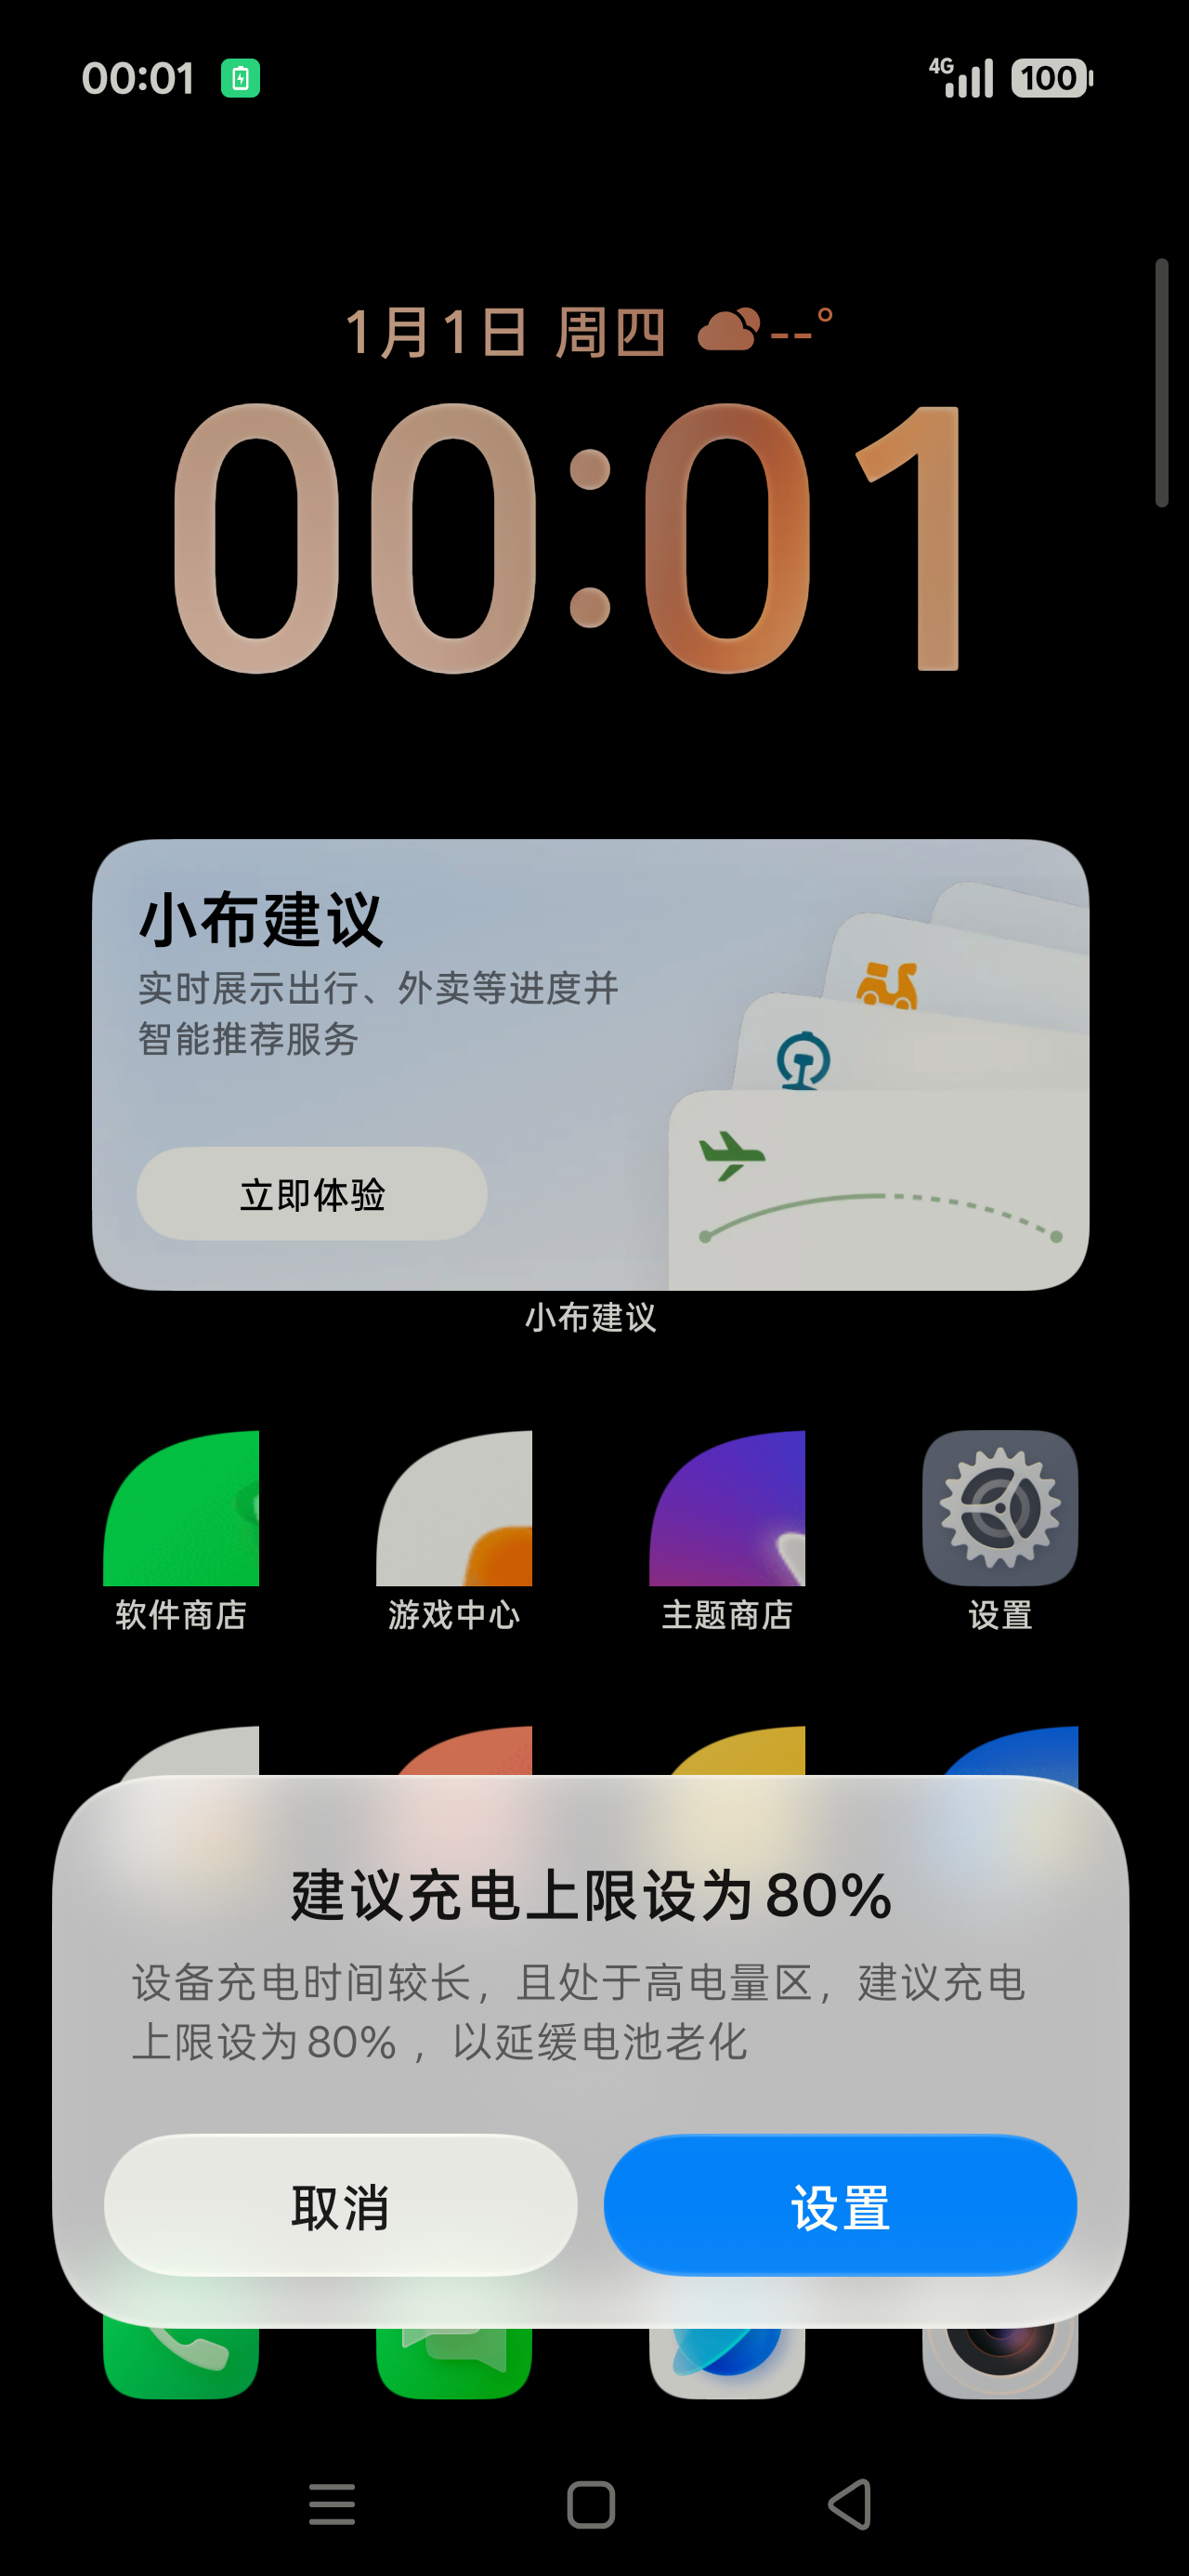 00:01
4G
100
1月1日 周四 --°
00:01
小布建议
实时展示出行、外卖等进度并
智能推荐服务
立即体验
小布建议
软件商店 游戏中心 主题商店 设置
建议充电上限设为 80%
设备充电时间较长，且处于高电量区，建议充电
上限设为 80% ，以延缓电池老化
取消 设置